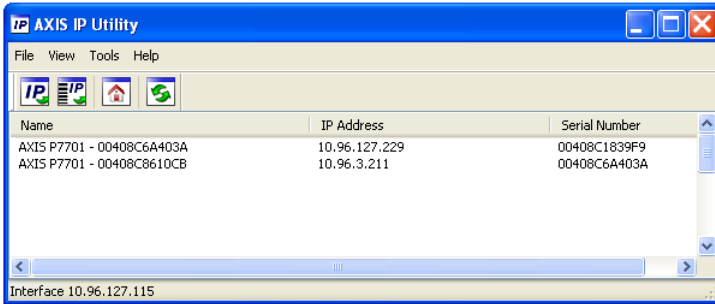 AXIS IP Utility
File View Tools Help
Name IP Address Serial Number
AXIS P7701 - 00408C6A403A 10.96.127.229 00408C1839F9
AXIS P7701 - 00408C8610CB 10.96.3.211 00408C6A403A
Interface 10.96.127.115